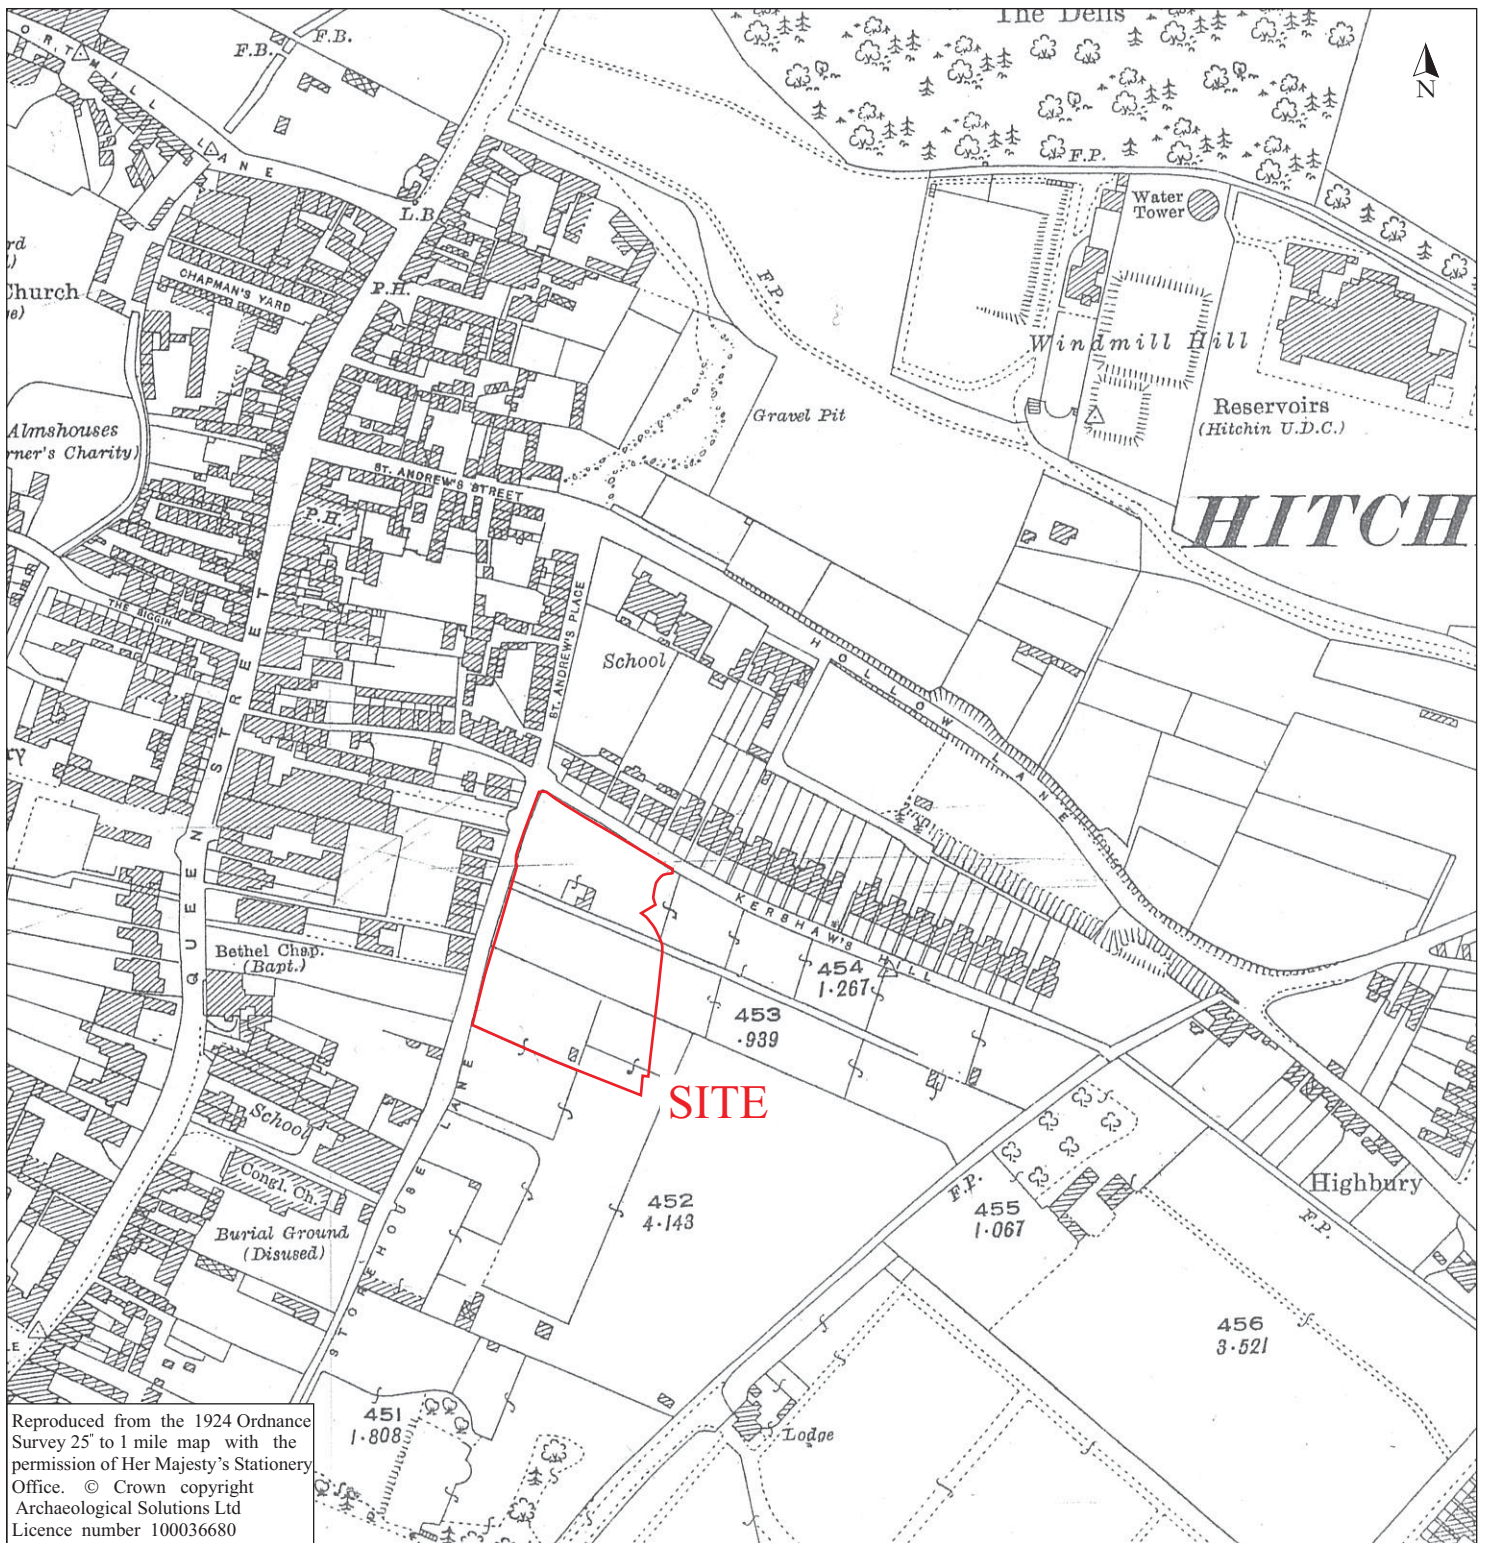 The Dells
N
F.B.
F.B.
ORTMILL LANE
L.B.
F.P.
Water
Tower
CHAPMAN'S YARD
P.H.
F.P.
Church
Windmill Hill
Almshouses
rner's Charity)
Gravel Pit
Reservoirs
(Hitchin U.D.C.)
ST. ANDREW'S STREET
P.H.
HITCH
THE BIGGIN
ST. ANDREW'S PLACE
School
HOLLOW LANE
QUEEN STREET
KERSHAW'S HILL
Bethel Chap.
(Bapt.)
454
1.267
453
.939
SITE
School
Congl. Ch.
Burial Ground
(Disused)
STOREHOUSE LANE
452
4.143
F.P.
455
1.067
Highbury
F.P.
456
3.521
451
1.808
Lodge
Reproduced from the 1924 Ordnance
Survey 25" to 1 mile map with the
permission of Her Majesty's Stationery
Office. © Crown copyright
Archaeological Solutions Ltd
Licence number 100036680